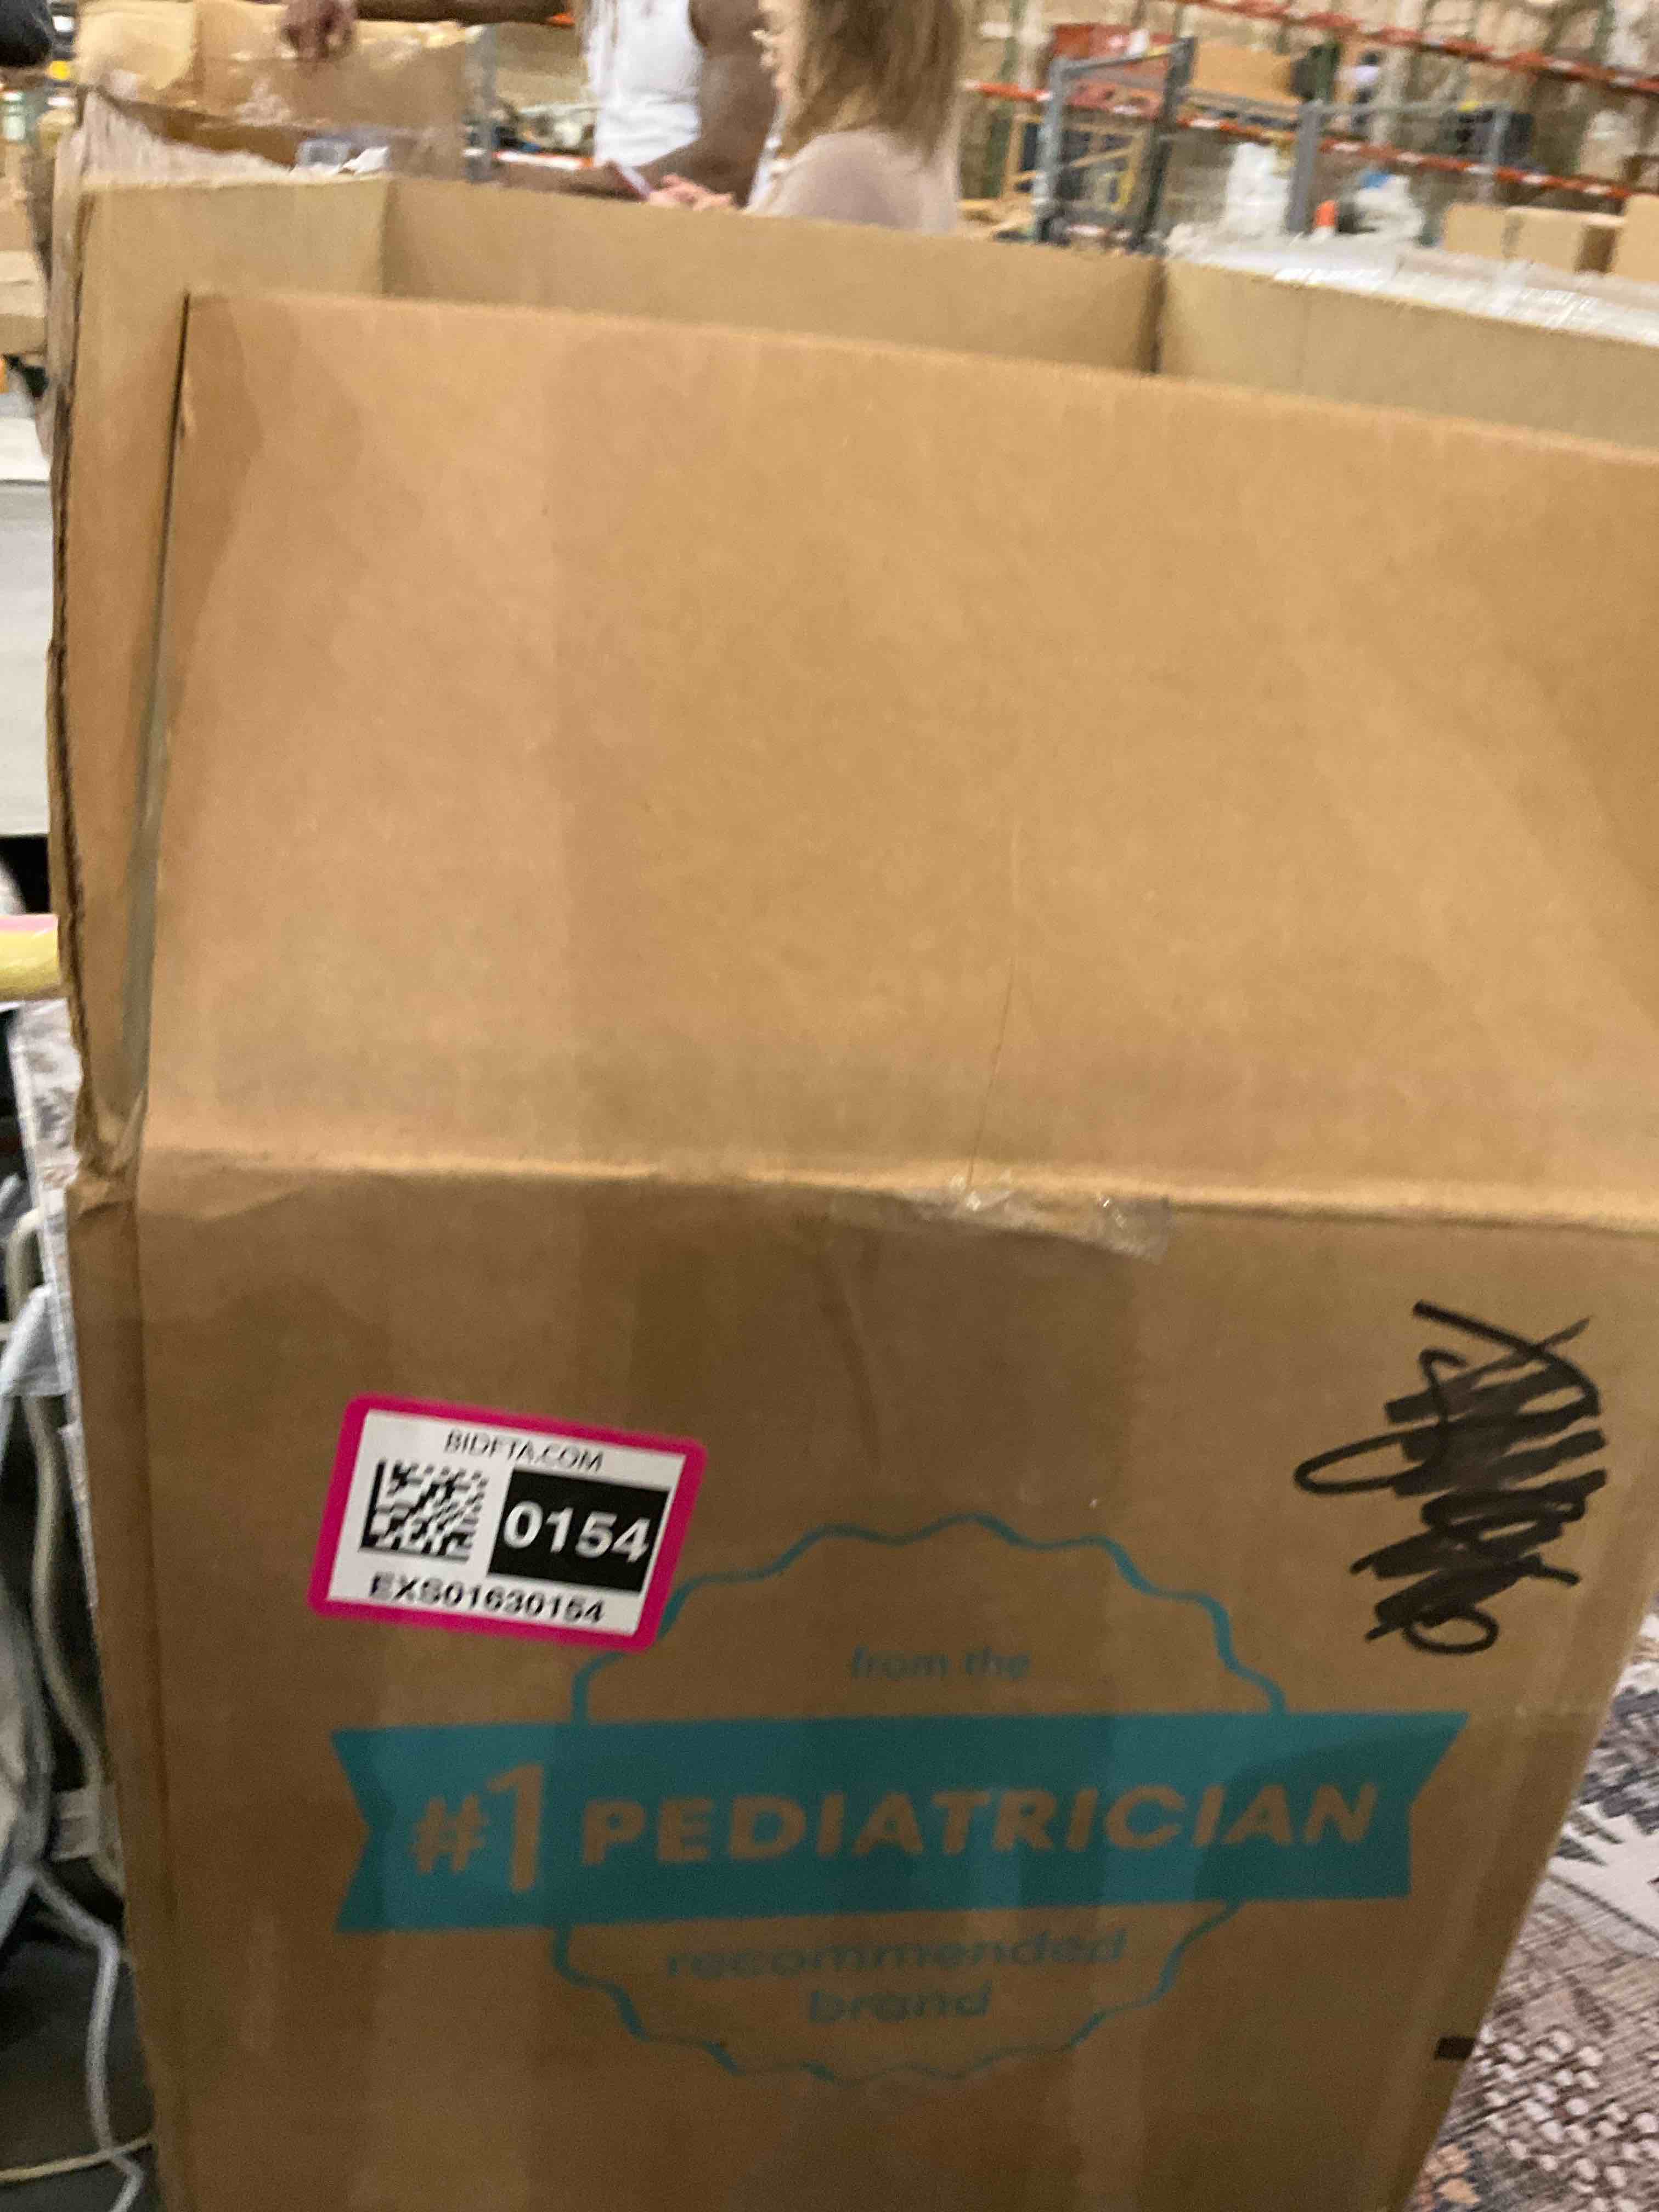 BIDFTA.COM
0154
EXS01630154
from the
#1 PEDIATRICIAN
recommended
brand